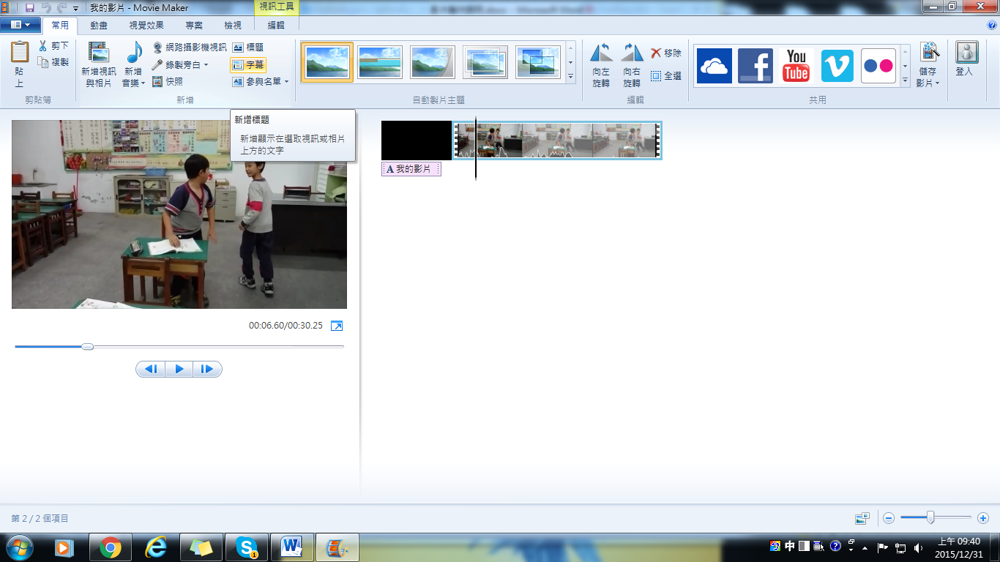 我的影片 - Movie Maker
視訊工具
常用
動畫
視覺效果
專案
檢視
編輯
貼上
剪下
複製
剪貼簿
新增視訊與相片
新增音樂
網路攝影機視訊
錄製旁白
快照
標題
字幕
參與名單
新增
自動製片主題
向左旋轉
向右旋轉
移除
全選
編輯
You
Tube
共用
儲存影片
登入
新增標題
新增顯示在選取視訊或相片
上方的文字
A 我的影片
00:06.60/00:30.25
第 2 / 2 個項目
中
上午 09:40
2015/12/31